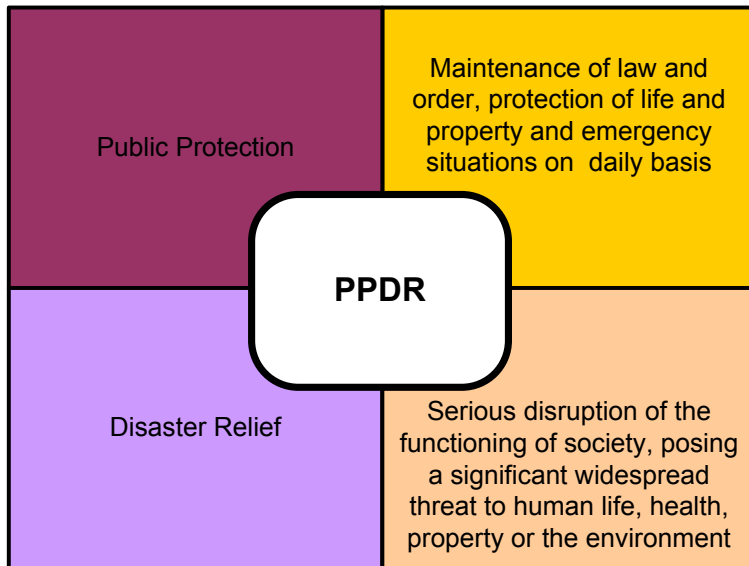 Public Protection
Maintenance of law and
order, protection of life and
property and emergency
situations on  daily basis
PPDR
Disaster Relief
Serious disruption of the
functioning of society, posing
a significant widespread
threat to human life, health,
property or the environment